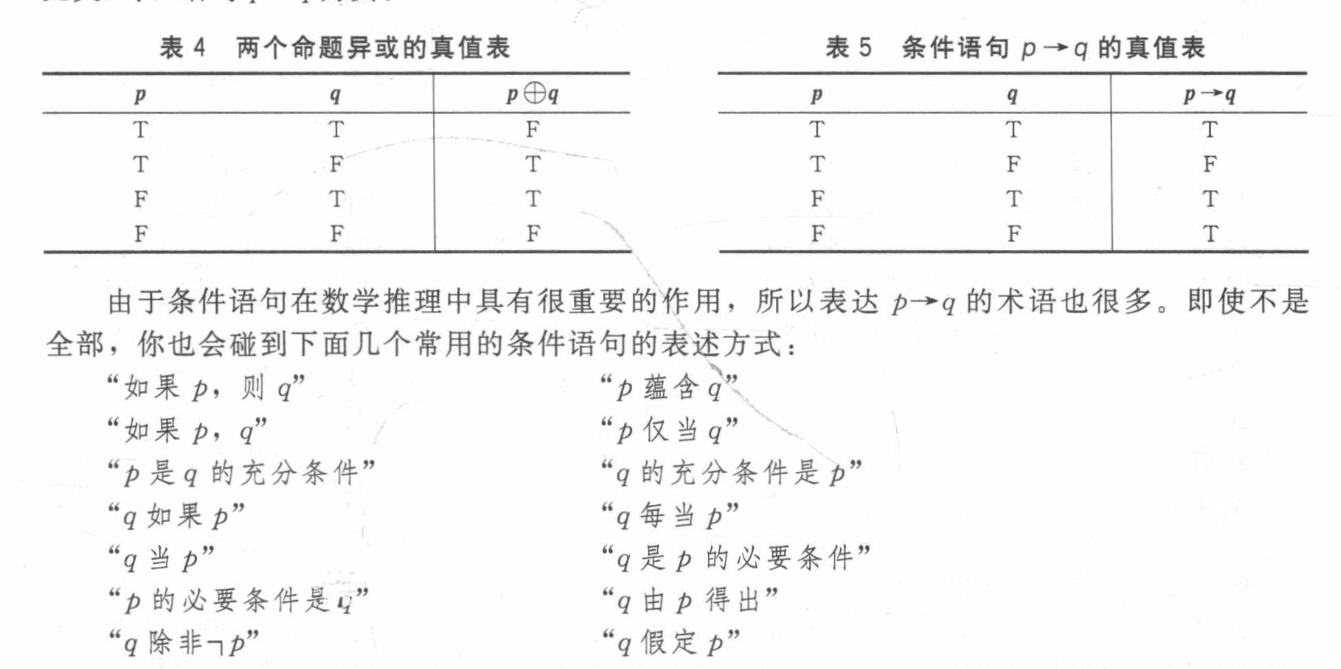 表 4 两个命题异或的真值表
p q p⊕q
T T F
T F T
F T T
F F F
表 5 条件语句 p→q 的真值表
p q p→q
T T T
T F F
F T T
F F T
由于条件语句在数学推理中具有很重要的作用，所以表达 p→q 的术语也很多。即使不是
全部，你也会碰到下面几个常用的条件语句的表述方式：
“如果 p，则 q” “p 蕴含 q”
“如果 p，q” “p 仅当 q”
“p 是 q 的充分条件” “q 的充分条件是 p”
“q 如果 p” “q 每当 p”
“q 当 p” “q 是 p 的必要条件”
“p 的必要条件是 q” “q 由 p 得出”
“q 除非¬p” “q 假定 p”